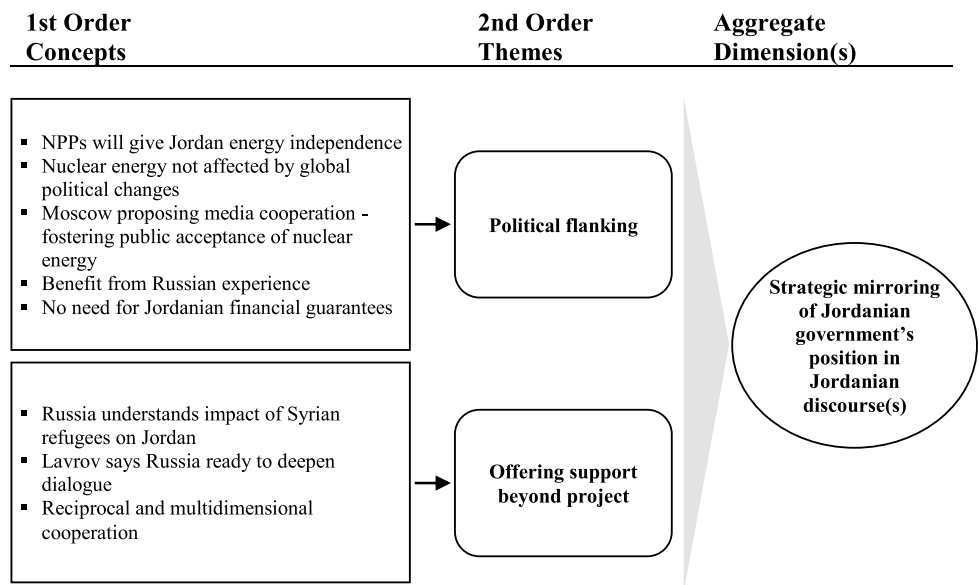 1st Order
Concepts
2nd Order
Themes
Aggregate
Dimension(s)
▪ NPPs will give Jordan energy independence
▪ Nuclear energy not affected by global
political changes
▪ Moscow proposing media cooperation -
fostering public acceptance of nuclear
energy
▪ Benefit from Russian experience
▪ No need for Jordanian financial guarantees
Political flanking
▪ Russia understands impact of Syrian
refugees on Jordan
▪ Lavrov says Russia ready to deepen
dialogue
▪ Reciprocal and multidimensional
cooperation
Offering support
beyond project
Strategic mirroring
of Jordanian
government’s
position in
Jordanian
discourse(s)